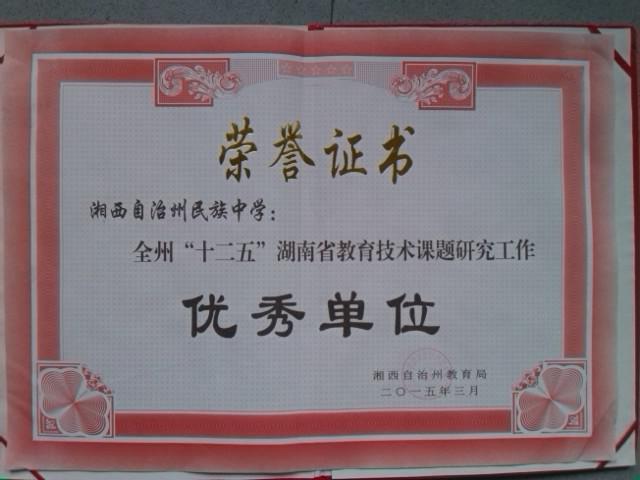 荣誉证书
湘西自治州民族中学：
全州“十二五”湖南省教育技术课题研究工作
优秀单位
湘西自治州教育局
二〇一五年三月